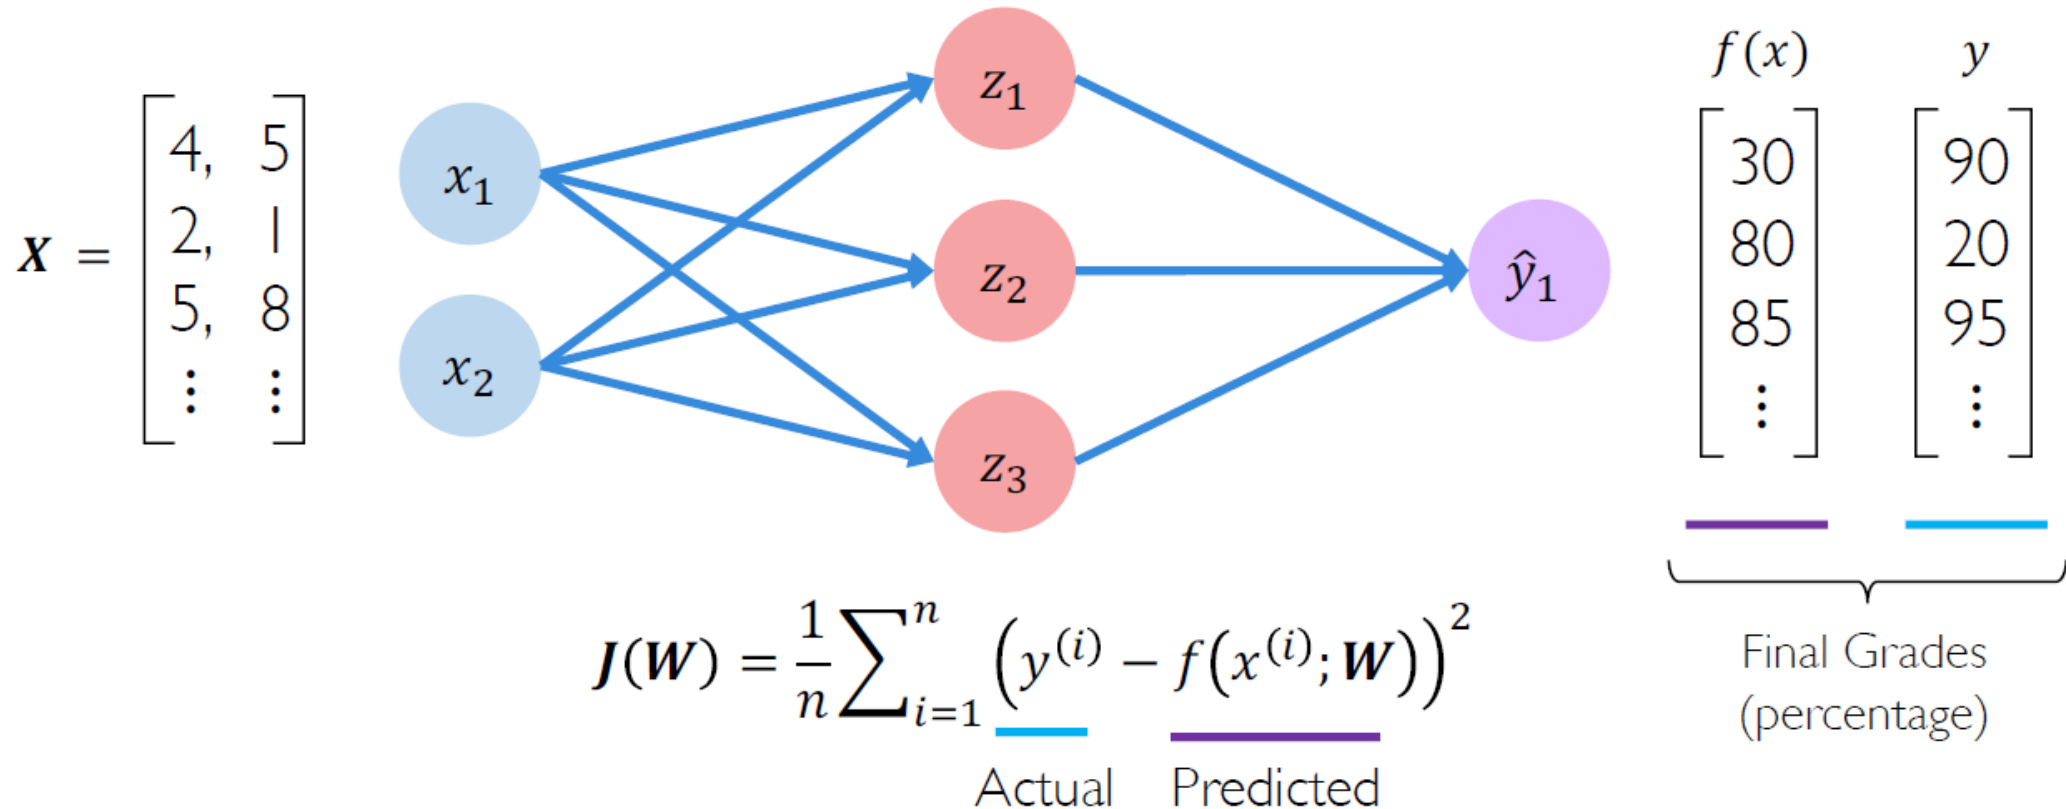 X = [4, 5
2, 1
5, 8
⋮ ⋮]
x₁
x₂
z₁
z₂
z₃
ŷ₁
f(x) y
30 90
80 20
85 95
⋮ ⋮
Final Grades
(percentage)
J(W) = 1/n ∑ᵢ₌₁ⁿ (y⁽ⁱ⁾ − f(x⁽ⁱ⁾; W))²
Actual Predicted